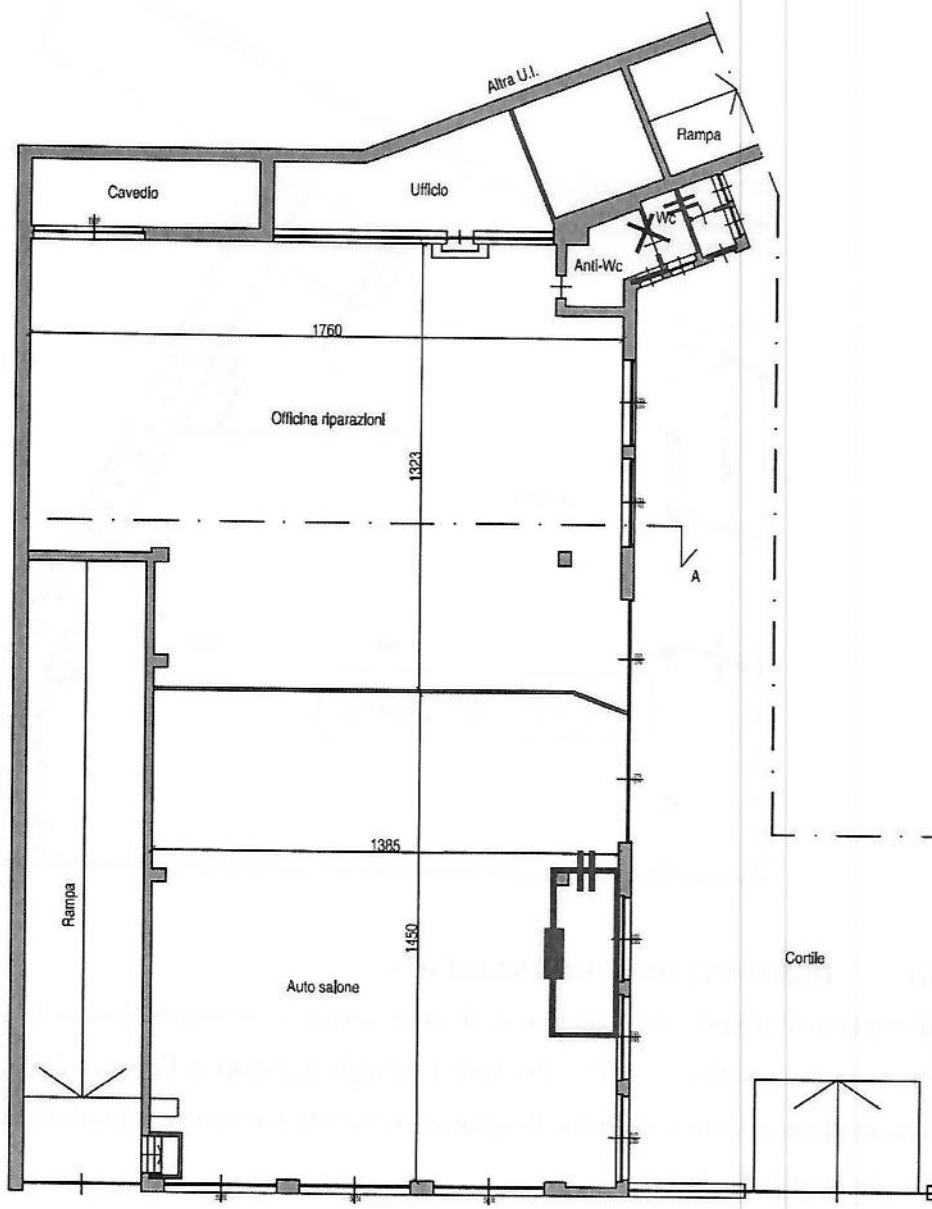 Altra U.I.
Rampa
Cavedio
Ufficio
Wc
Anti-Wc
1760
Officina riparazioni
1323
A
1385
Rampa
1450
Auto salone
Cortile